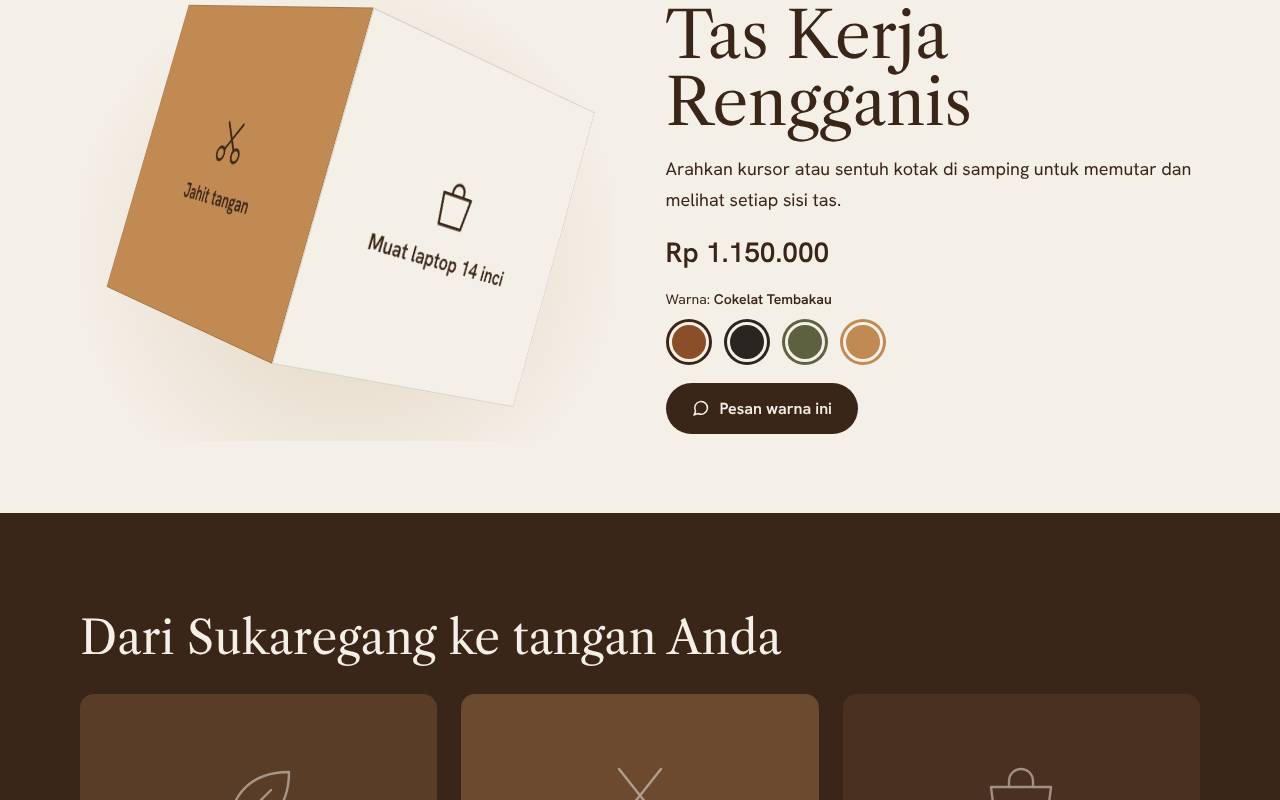 Jahit tangan
Muat laptop 14 inci
Tas Kerja
Rengganis
Arahkan kursor atau sentuh kotak di samping untuk memutar dan
melihat setiap sisi tas.
Rp 1.150.000
Warna: Cokelat Tembakau
Pesan warna ini
Dari Sukaregang ke tangan Anda